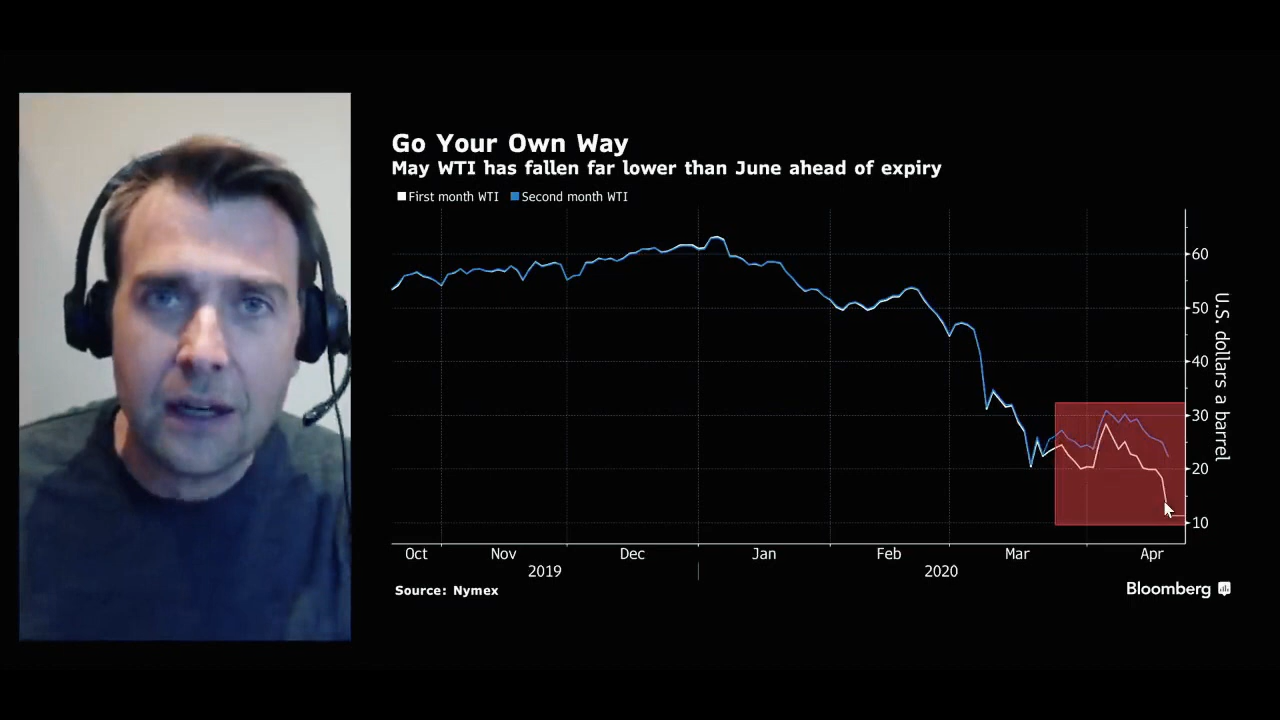 Go Your Own Way
May WTI has fallen far lower than June ahead of expiry
First month WTI Second month WTI
60
50
40
30
20
10
U.S. dollars a barrel
Oct Nov Dec Jan Feb Mar Apr
2019 2020
Source: Nymex
Bloomberg